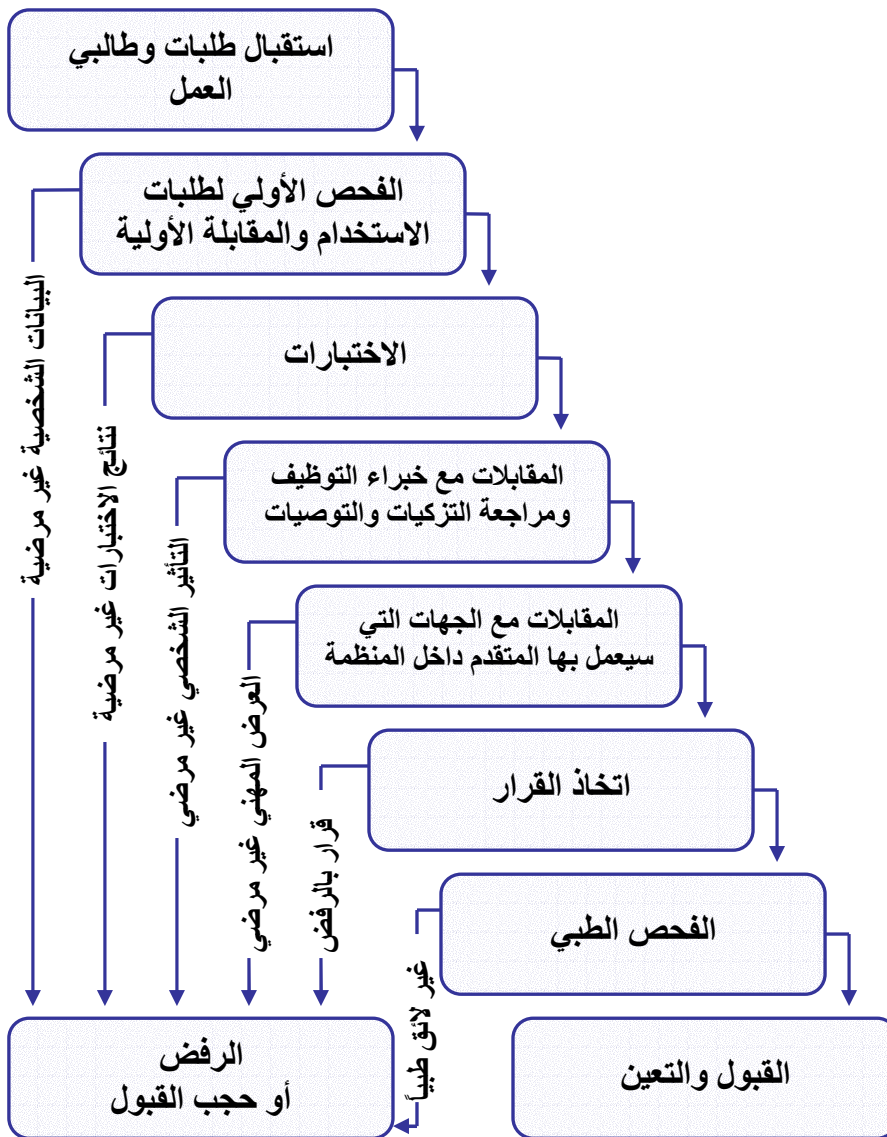 استقبال طلبات وطالبي
العمل
الفحص الأولي لطلبات
الاستخدام والمقابلة الأولية
الاختبارات
المقابلات مع خبراء التوظيف
ومراجعة التزكيات والتوصيات
المقابلات مع الجهات التي
سيعمل بها المتقدم داخل المنظمة
اتخاذ القرار
الفحص الطبي
القبول والتعين
الرفض
أو حجب القبول
البيانات الشخصية غير مرضية
نتائج الاختبارات غير مرضية
التأثير الشخصي غير مرضي
العرض المهني غير مرضي
قرار بالرفض
غير لائق طبياً